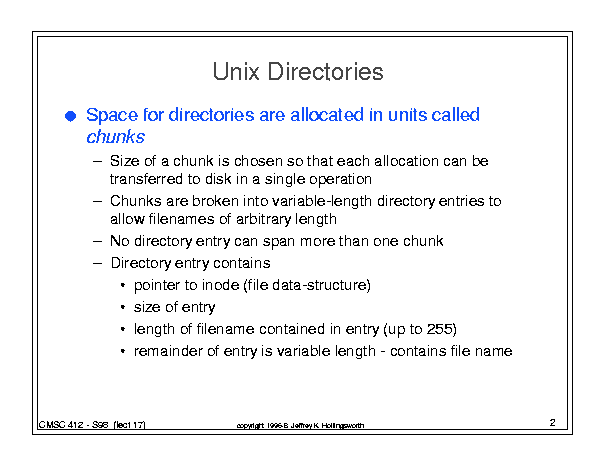 Unix Directories
● Space for directories are allocated in units called
chunks
– Size of a chunk is chosen so that each allocation can be
transferred to disk in a single operation
– Chunks are broken into variable-length directory entries to
allow filenames of arbitrary length
– No directory entry can span more than one chunk
– Directory entry contains
• pointer to inode (file data-structure)
• size of entry
• length of filename contained in entry (up to 255)
• remainder of entry is variable length - contains file name
CMSC 412 - S98 (lect 17)
copyright 1996-8 Jeffrey K. Hollingsworth
2